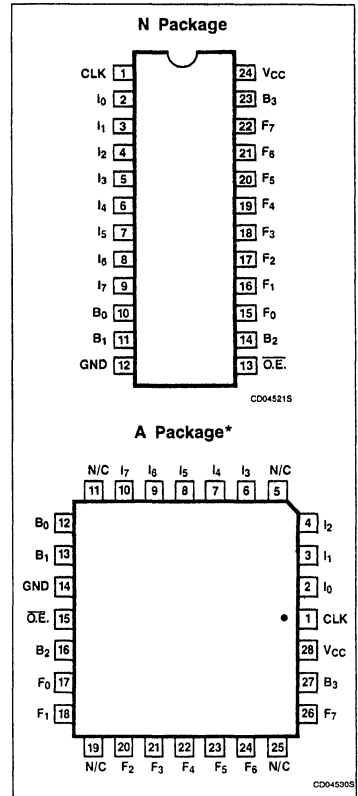 N Package
CLK 1 24 VCC
I0 2 23 B3
I1 3 22 F7
I2 4 21 F6
I3 5 20 F5
I4 6 19 F4
I5 7 18 F3
I6 8 17 F2
I7 9 16 F1
B0 10 15 F0
B1 11 14 B2
GND 12 13 O.E.
CD04521S
A Package*
N/C I7 I6 I5 I4 I3 N/C
11 10 9 8 7 6 5
B0 12 4 I2
B1 13 3 I1
GND 14 2 I0
O.E. 15 1 CLK
B2 16 28 VCC
F0 17 27 B3
F1 18 26 F7
19 20 21 22 23 24 25
N/C F2 F3 F4 F5 F6 N/C
CD04530S